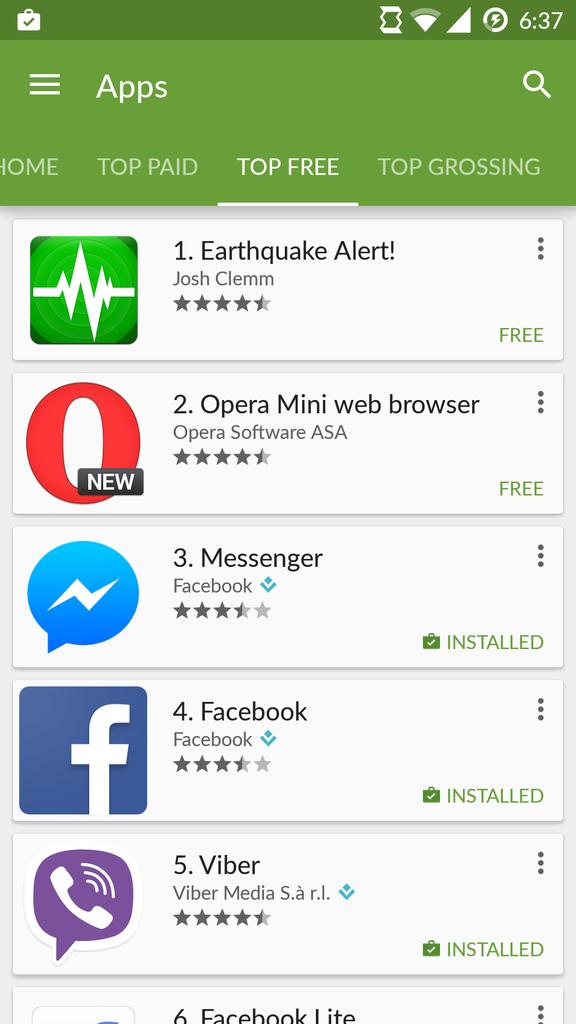 6:37
Apps
HOME TOP PAID TOP FREE TOP GROSSING
1. Earthquake Alert!
Josh Clemm
FREE
2. Opera Mini web browser
Opera Software ASA
NEW
FREE
3. Messenger
Facebook
INSTALLED
4. Facebook
Facebook
INSTALLED
5. Viber
Viber Media S.à r.l.
INSTALLED
6. Facebook Lite